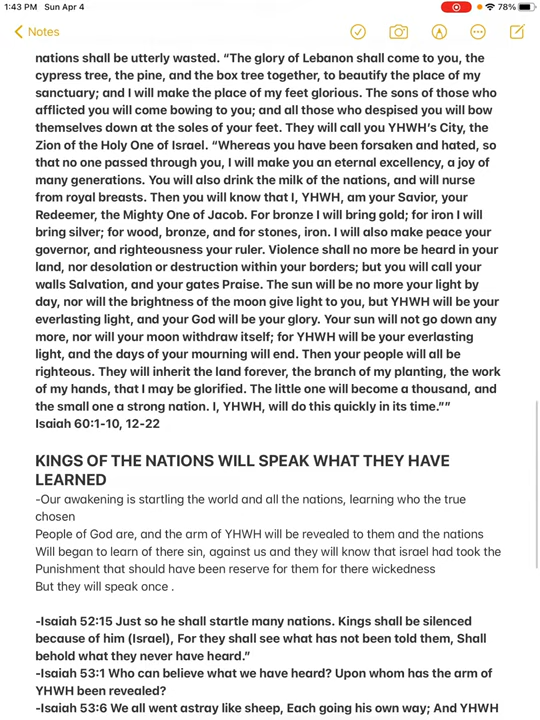 1:43 PM Sun Apr 4
78%
Notes
nations shall be utterly wasted. “The glory of Lebanon shall come to you, the
cypress tree, the pine, and the box tree together, to beautify the place of my
sanctuary; and I will make the place of my feet glorious. The sons of those who
afflicted you will come bowing to you; and all those who despised you will bow
themselves down at the soles of your feet. They will call you YHWH’s City, the
Zion of the Holy One of Israel. “Whereas you have been forsaken and hated, so
that no one passed through you, I will make you an eternal excellency, a joy of
many generations. You will also drink the milk of the nations, and will nurse
from royal breasts. Then you will know that I, YHWH, am your Savior, your
Redeemer, the Mighty One of Jacob. For bronze I will bring gold; for iron I will
bring silver; for wood, bronze, and for stones, iron. I will also make peace your
governor, and righteousness your ruler. Violence shall no more be heard in your
land, nor desolation or destruction within your borders; but you will call your
walls Salvation, and your gates Praise. The sun will be no more your light by
day, nor will the brightness of the moon give light to you, but YHWH will be your
everlasting light, and your God will be your glory. Your sun will not go down any
more, nor will your moon withdraw itself; for YHWH will be your everlasting
light, and the days of your mourning will end. Then your people will all be
righteous. They will inherit the land forever, the branch of my planting, the work
of my hands, that I may be glorified. The little one will become a thousand, and
the small one a strong nation. I, YHWH, will do this quickly in its time.””
Isaiah 60:1-10, 12-22
KINGS OF THE NATIONS WILL SPEAK WHAT THEY HAVE
LEARNED
-Our awakening is startling the world and all the nations, learning who the true
chosen
People of God are, and the arm of YHWH will be revealed to them and the nations
Will began to learn of there sin, against us and they will know that israel had took the
Punishment that should have been reserve for them for there wickedness
But they will speak once .
-Isaiah 52:15 Just so he shall startle many nations. Kings shall be silenced
because of him (Israel), For they shall see what has not been told them, Shall
behold what they never have heard.”
-Isaiah 53:1 Who can believe what we have heard? Upon whom has the arm of
YHWH been revealed?
-Isaiah 53:6 We all went astray like sheep, Each going his own way; And YHWH